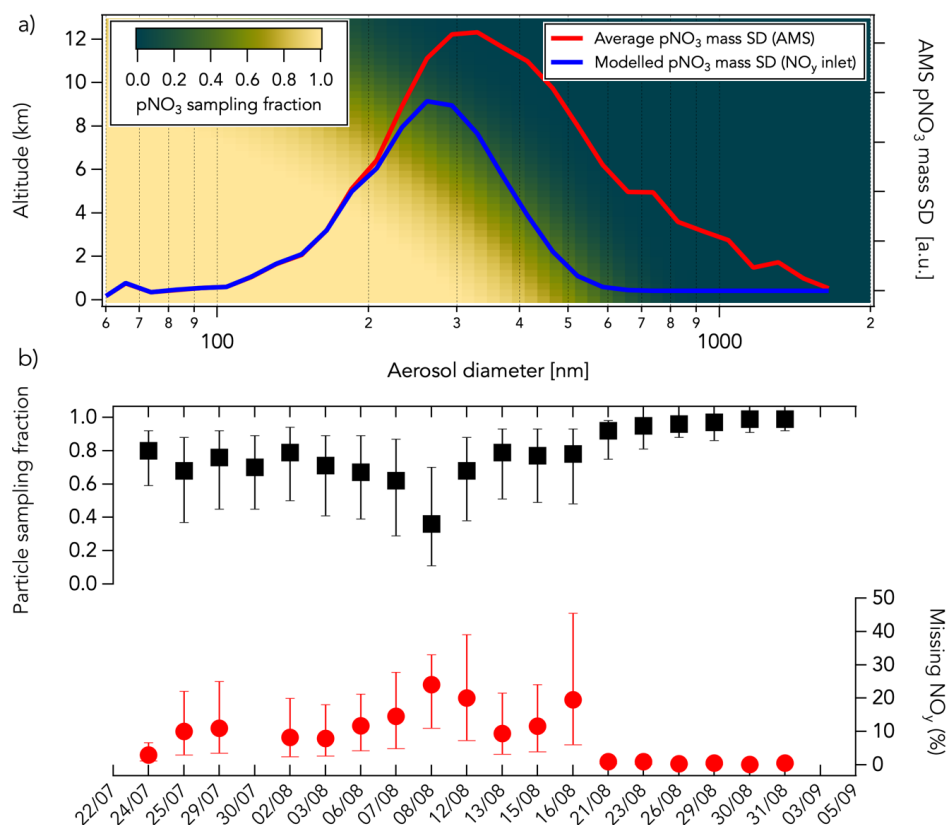 a)
12
10
8
6
4
2
0
Altitude (km)
0.0 0.2 0.4 0.6 0.8 1.0
pNO₃ sampling fraction
Average pNO₃ mass SD (AMS)
Modelled pNO₃ mass SD (NOy inlet)
AMS pNO₃ mass SD [a.u.]
6 7 8 9 2 3 4 5 6 7 8 9 2
100 1000
Aerosol diameter [nm]
b)
Particle sampling fraction
1.0
0.8
0.6
0.4
0.2
0.0
50
40
30
20
10
0
Missing NOy (%)
22/07 24/07 25/07 29/07 30/07 02/08 03/08 06/08 07/08 08/08 12/08 13/08 15/08 16/08 21/08 23/08 26/08 29/08 30/08 31/08 03/09 05/09